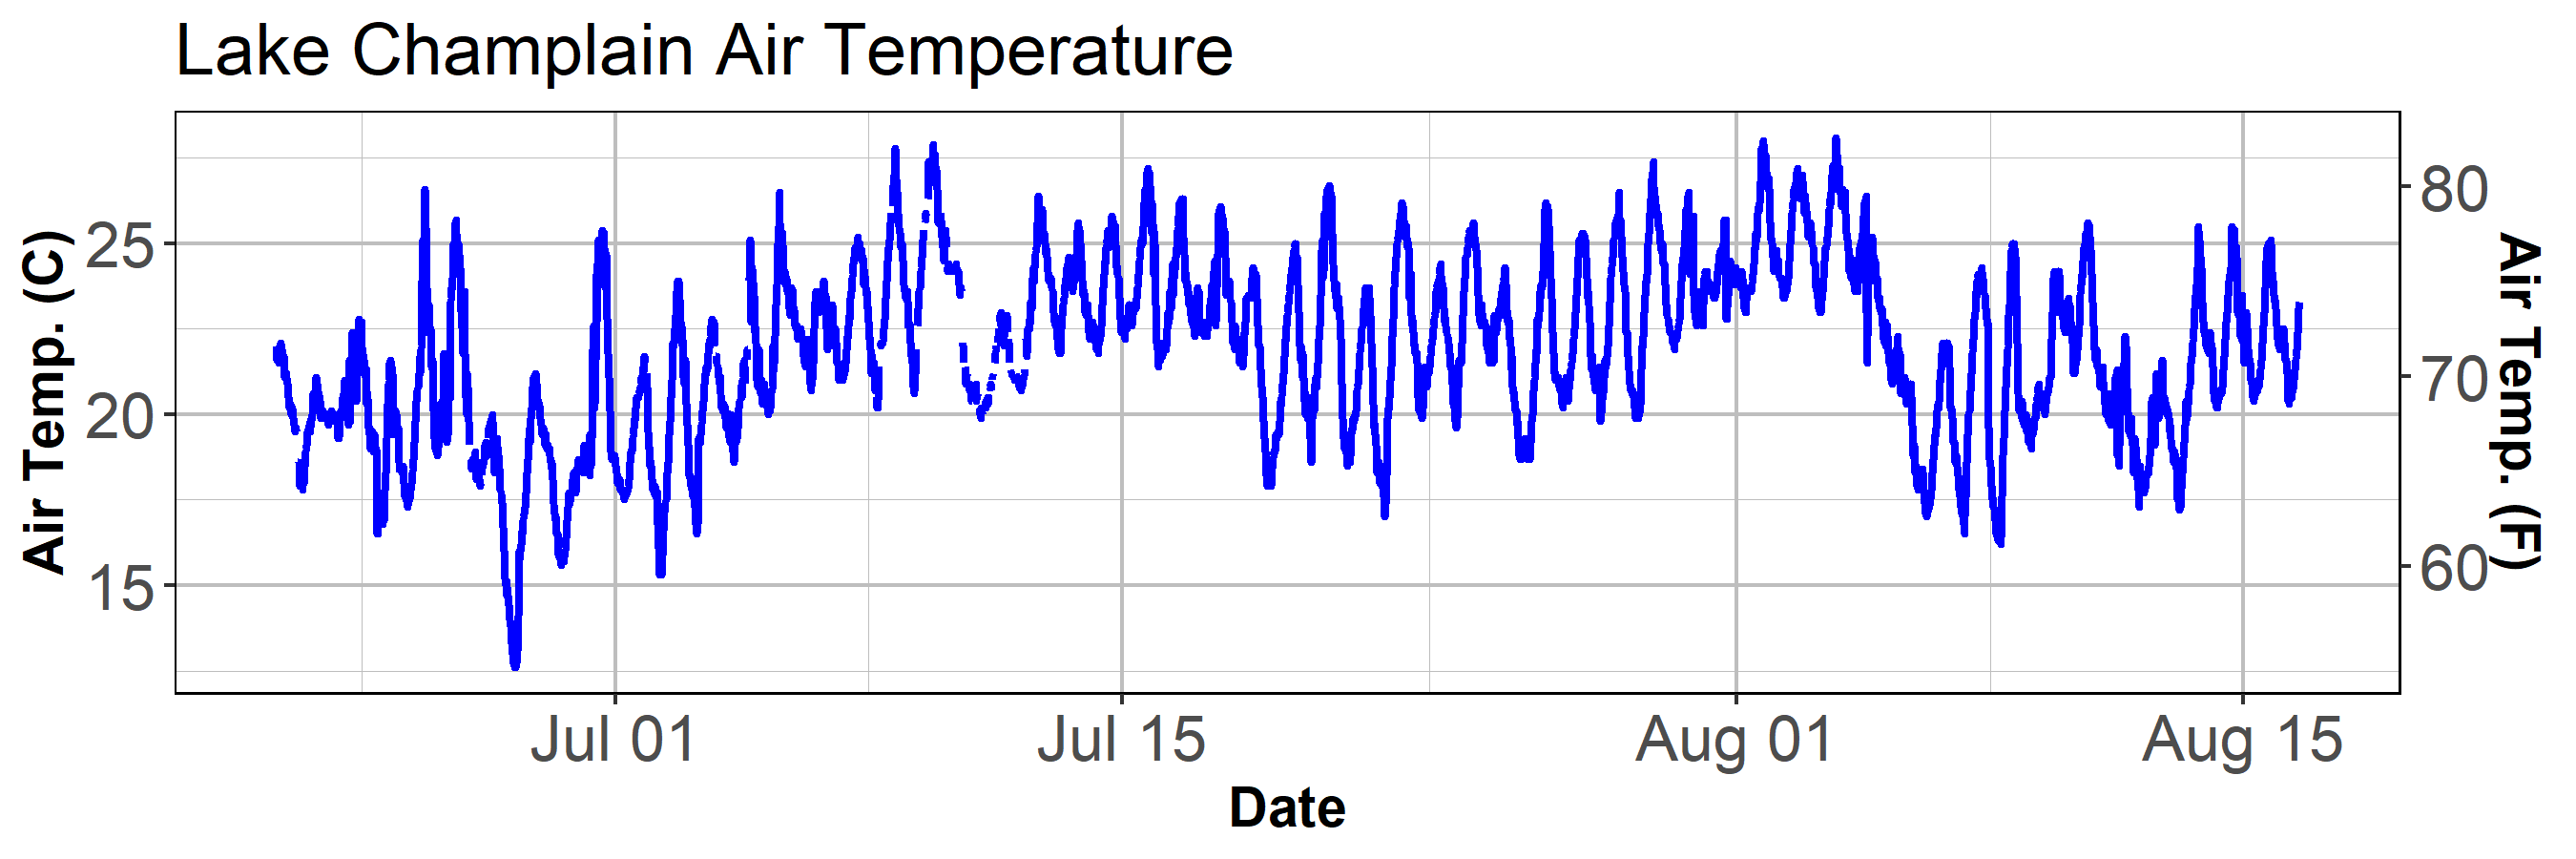 Lake Champlain Air Temperature
Air Temp. (C)
25
20
15
80
70
60
Air Temp. (F)
Jul 01
Jul 15
Aug 01
Aug 15
Date